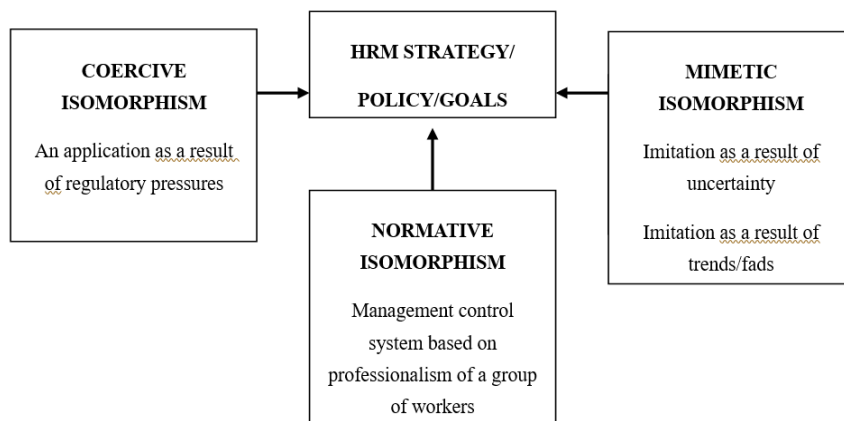 COERCIVE
ISOMORPHISM
An application as a result
of regulatory pressures
HRM STRATEGY/
POLICY/GOALS
MIMETIC
ISOMORPHISM
Imitation as a result of
uncertainty
Imitation as a result of
trends/fads
NORMATIVE
ISOMORPHISM
Management control
system based on
professionalism of a group
of workers